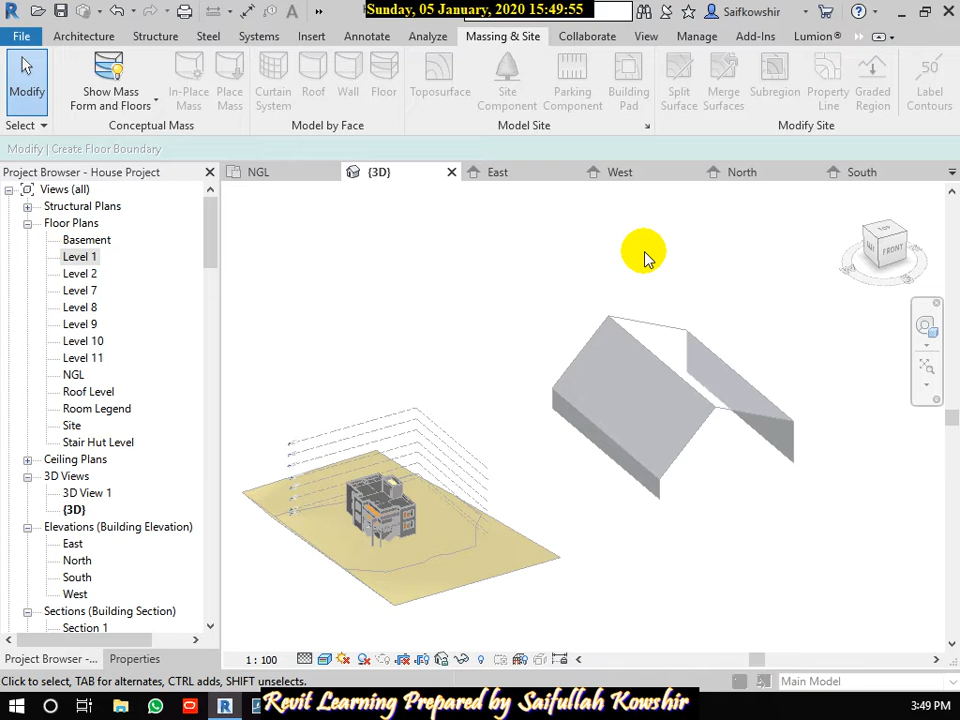 Sunday, 05 January, 2020 15:49:55
Saifkowshir
File Architecture Structure Steel Systems Insert Annotate Analyze Massing & Site Collaborate View Manage Add-Ins Lumion®
Modify
Show Mass
Form and Floors
In-Place
Mass
Place
Mass
Curtain
System
Roof
Wall
Floor
Toposurface
Site
Component
Parking
Component
Building
Pad
Split
Surface
Merge
Surfaces
Subregion
Property
Line
Graded
Region
50
Label
Contours
Select Conceptual Mass Model by Face Model Site Modify Site
Modify | Create Floor Boundary
Project Browser - House Project
NGL {3D} East West North South
Views (all)
Structural Plans
Floor Plans
Basement
Level 1
Level 2
Level 7
Level 8
Level 9
Level 10
Level 11
NGL
Roof Level
Room Legend
Site
Stair Hut Level
Ceiling Plans
3D Views
3D View 1
{3D}
Elevations (Building Elevation)
East
North
South
West
Sections (Building Section)
Section 1
TOP
FRONT
Project Browser -... Properties
1 : 100
Click to select, TAB for alternates, CTRL adds, SHIFT unselects.
:0
Main Model
Revit Learning Prepared by Saifullah Kowshir
3:49 PM